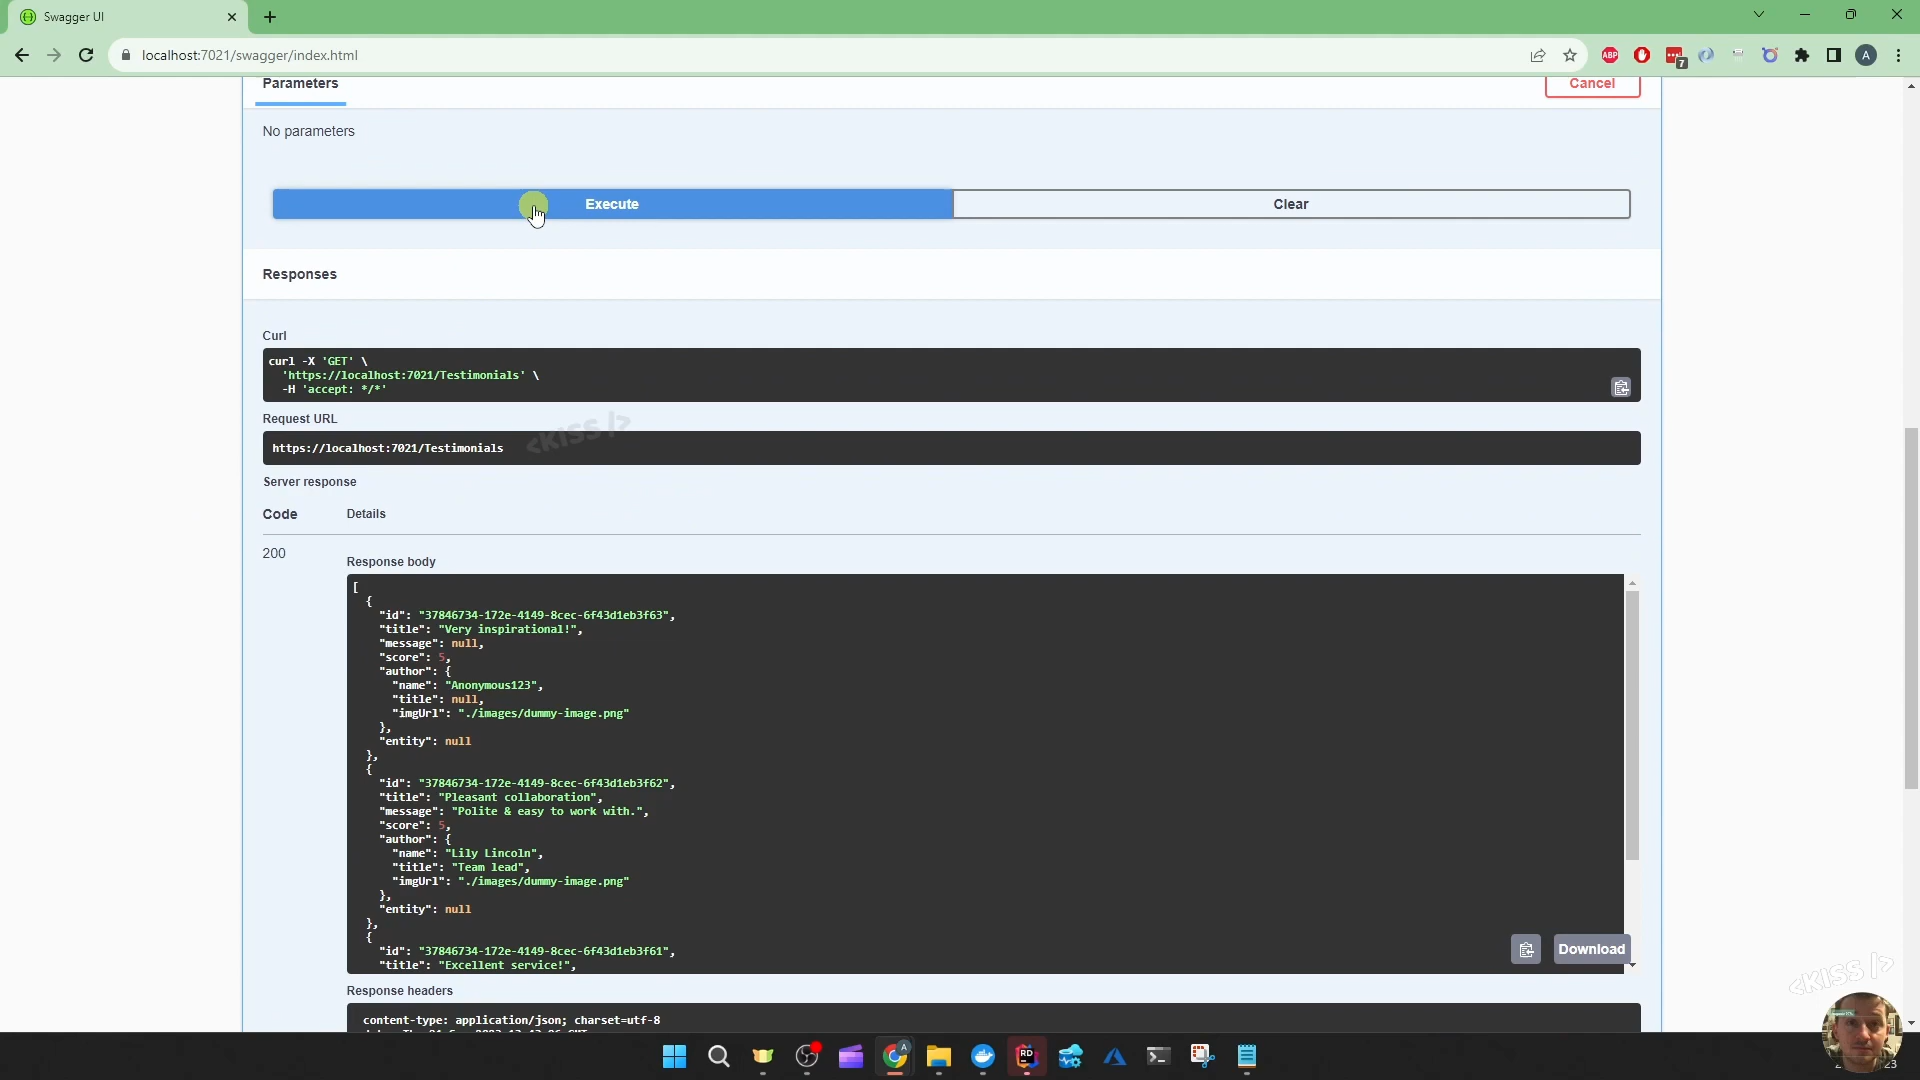 Swagger UI
localhost:7021/swagger/index.html
ABP
7
A
Parameters
Cancel
No parameters
Execute
Clear
Responses
Curl
curl -X 'GET' \
'https://localhost:7021/Testimonials' \
-H 'accept: */*'
Request URL
<KISS />
https://localhost:7021/Testimonials
Server response
Code
Details
200
Response body
[
{
"id": "37846734-172e-4149-8cec-6f43d1eb3f63",
"title": "Very inspirational!",
"message": null,
"score": 5,
"author": {
"name": "Anonymous123",
"title": null,
"imgUrl": "./images/dummy-image.png"
},
"entity": null
},
{
"id": "37846734-172e-4149-8cec-6f43d1eb3f62",
"title": "Pleasant collaboration",
"message": "Polite & easy to work with.",
"score": 5,
"author": {
"name": "Lily Lincoln",
"title": "Team lead",
"imgUrl": "./images/dummy-image.png"
},
"entity": null
},
{
"id": "37846734-172e-4149-8cec-6f43d1eb3f61",
"title": "Excellent service!",
Download
<KISS />
Response headers
content-type: application/json; charset=utf-8
A
RD